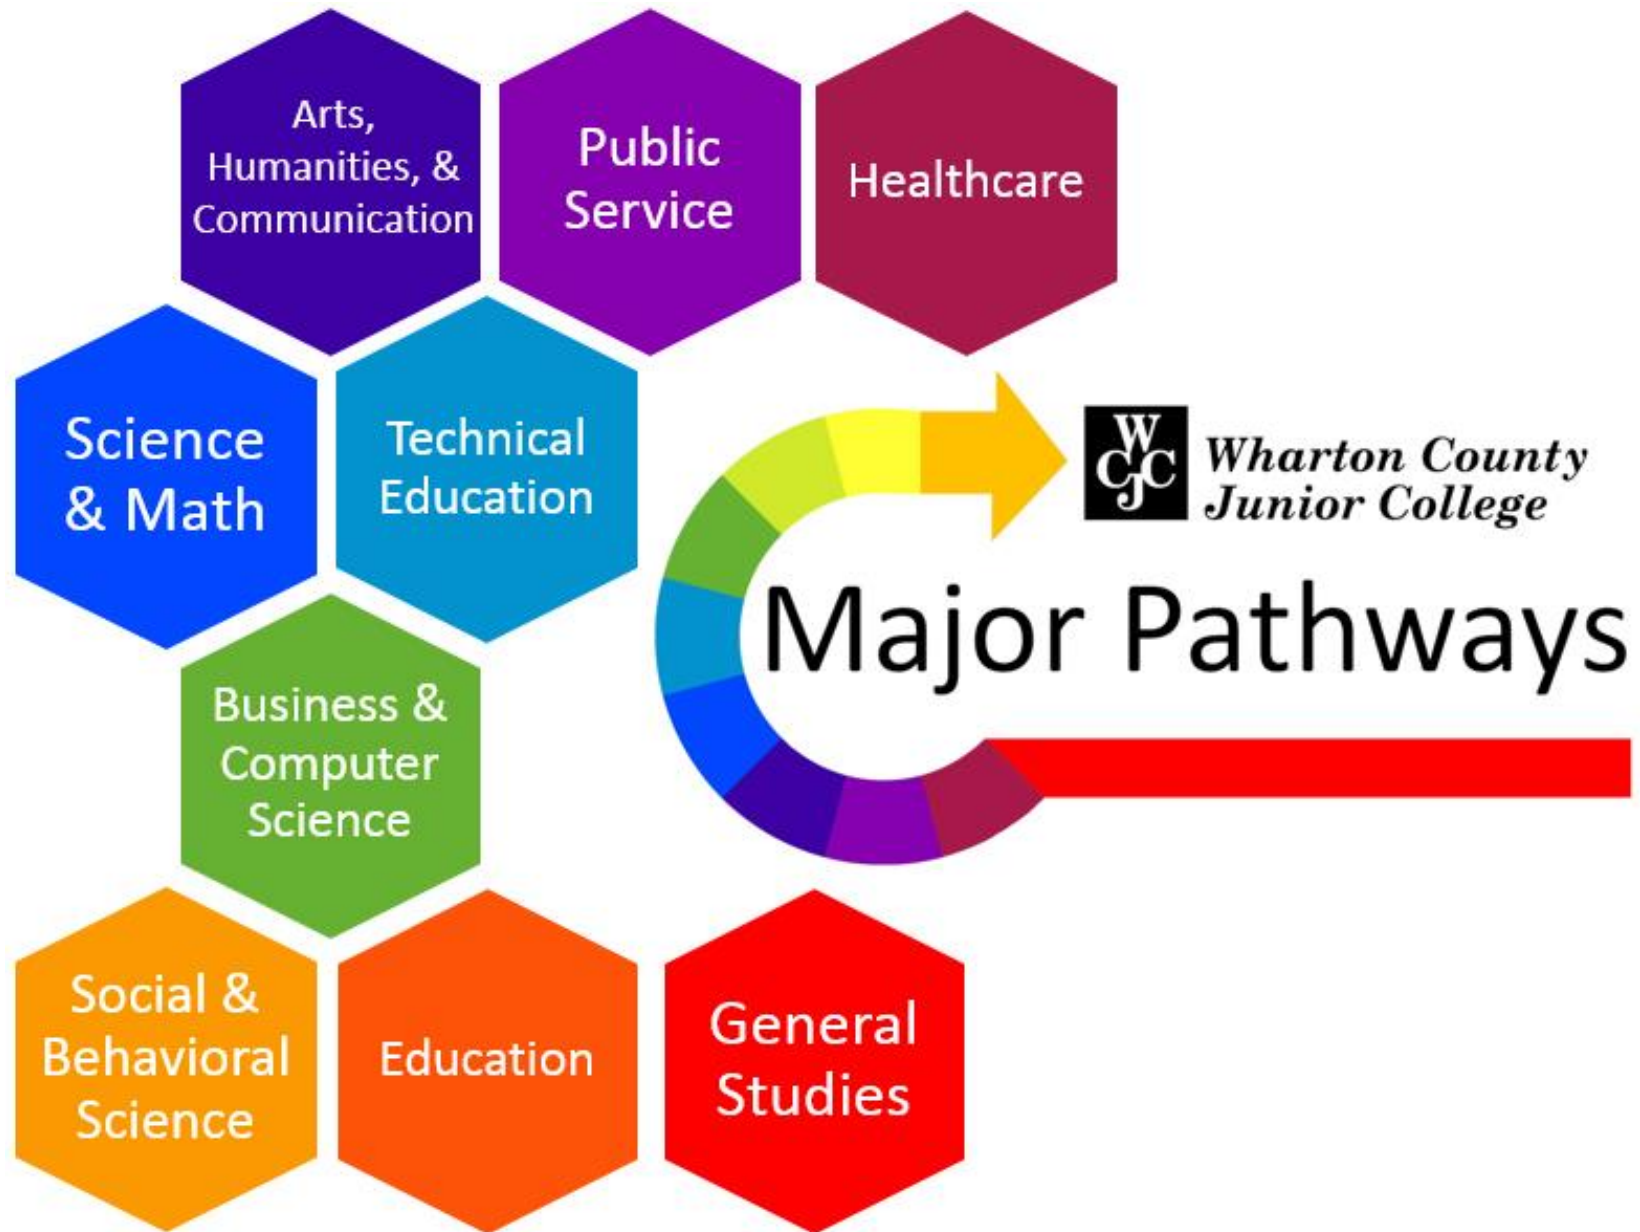 Arts,
Humanities, &
Communication
Public
Service
Healthcare
Science
& Math
Technical
Education
W
CJC
Wharton County
Junior College
Major Pathways
Business &
Computer
Science
Social &
Behavioral
Science
Education
General
Studies